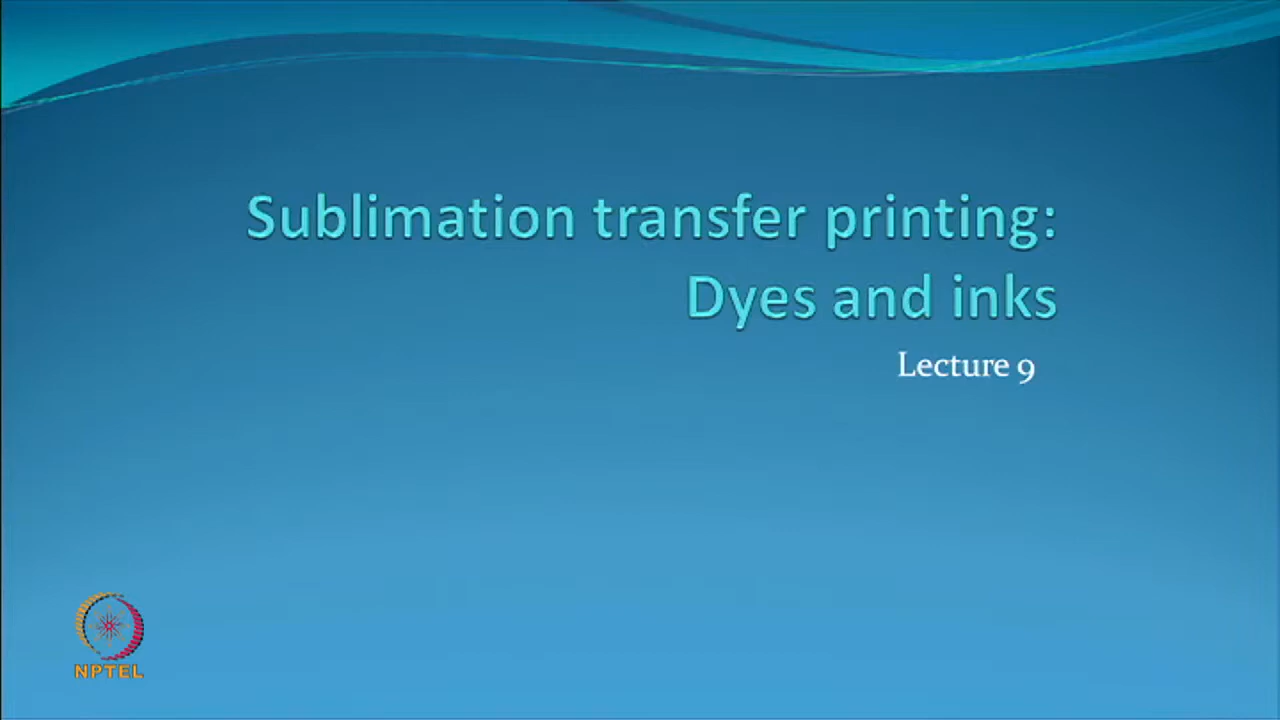 Sublimation transfer printing:
Dyes and inks
Lecture 9
NPTEL